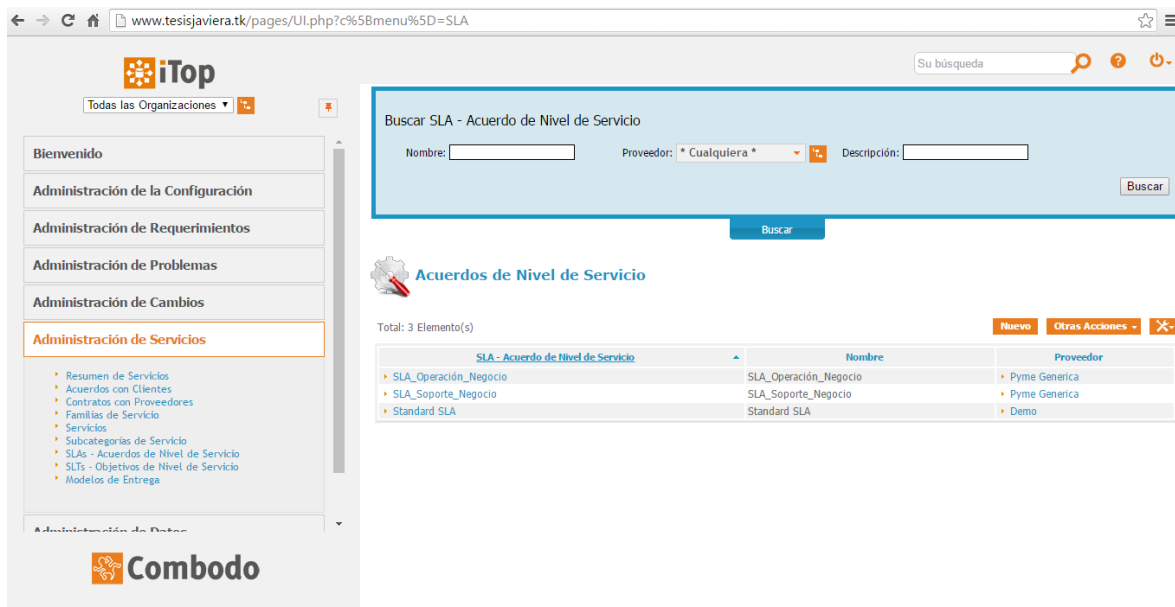 www.tesisjaviera.tk/pages/UI.php?c%5Bmenu%5D=SLA
iTop
Todas las Organizaciones
Su búsqueda
Bienvenido
Administración de la Configuración
Administración de Requerimientos
Administración de Problemas
Administración de Cambios
Administración de Servicios
Resumen de Servicios
Acuerdos con Clientes
Contratos con Proveedores
Familias de Servicio
Servicios
Subcategorías de Servicio
SLAs - Acuerdos de Nivel de Servicio
SLTs - Objetivos de Nivel de Servicio
Modelos de Entrega
Administración de Datos
Combodo
Buscar SLA - Acuerdo de Nivel de Servicio
Nombre: Proveedor: * Cualquiera * Descripción:
Buscar
Buscar
Acuerdos de Nivel de Servicio
Total: 3 Elemento(s) Nuevo Otras Acciones
SLA - Acuerdo de Nivel de Servicio Nombre Proveedor
SLA_Operación_Negocio SLA_Operación_Negocio Pyme Generica
SLA_Soporte_Negocio SLA_Soporte_Negocio Pyme Generica
Standard SLA Standard SLA Demo